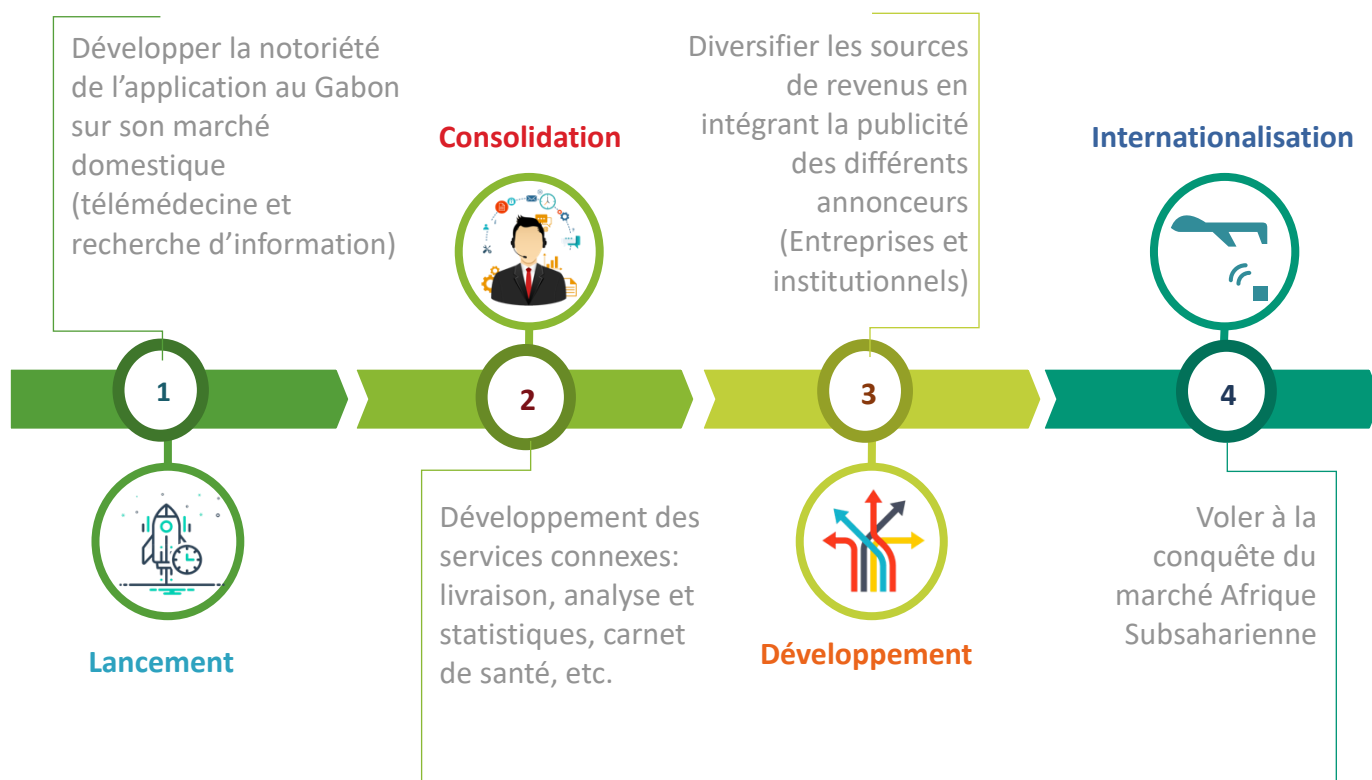 Développer la notoriété
de l’application au Gabon
sur son marché
domestique
(télémédecine et
recherche d’information)
1
Lancement
Consolidation
2
Développement des
services connexes:
livraison, analyse et
statistiques, carnet
de santé, etc.
Diversifier les sources
de revenus en
intégrant la publicité
des différents
annonceurs
(Entreprises et
institutionnels)
3
Développement
Internationalisation
4
Voler à la
conquête du
marché Afrique
Subsaharienne